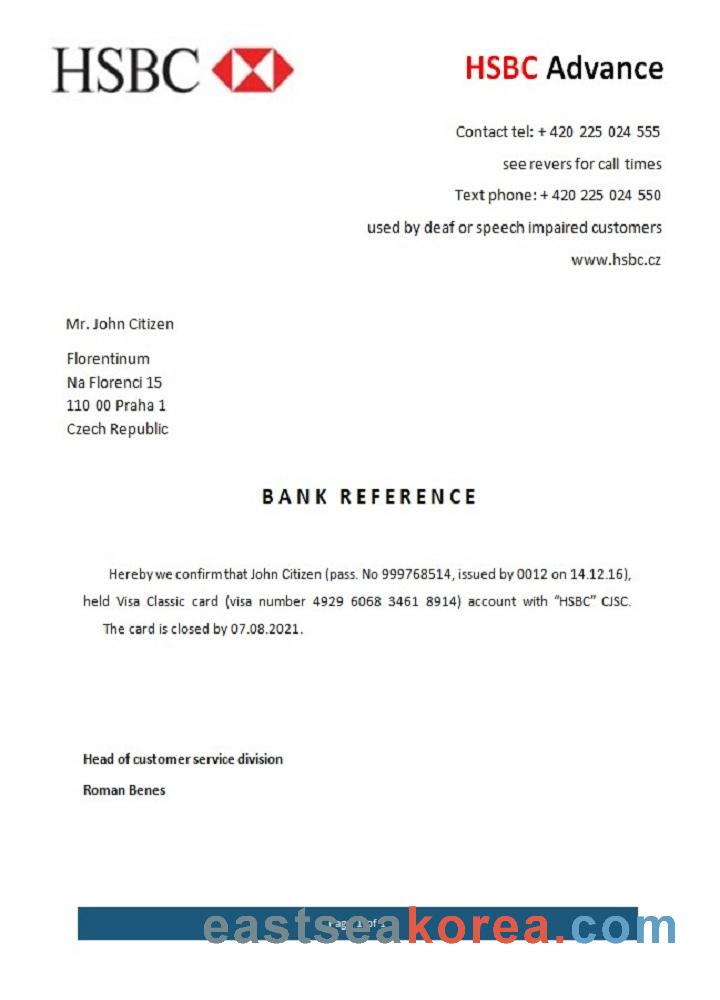 HSBC
HSBC Advance
Contact tel: + 420 225 024 555
see revers for call times
Text phone: + 420 225 024 550
used by deaf or speech impaired customers
www.hsbc.cz
Mr. John Citizen
Florentinum
Na Florenci 15
110 00 Praha 1
Czech Republic
BANK REFERENCE
Hereby we confirm that John Citizen (pass. No 999768514, issued by 0012 on 14.12.16),
held Visa Classic card (visa number 4929 6068 3461 8914) account with “HSBC” CJSC.
The card is closed by 07.08.2021.
Head of customer service division
Roman Benes
Page 1 of 1
eastseakorea.com